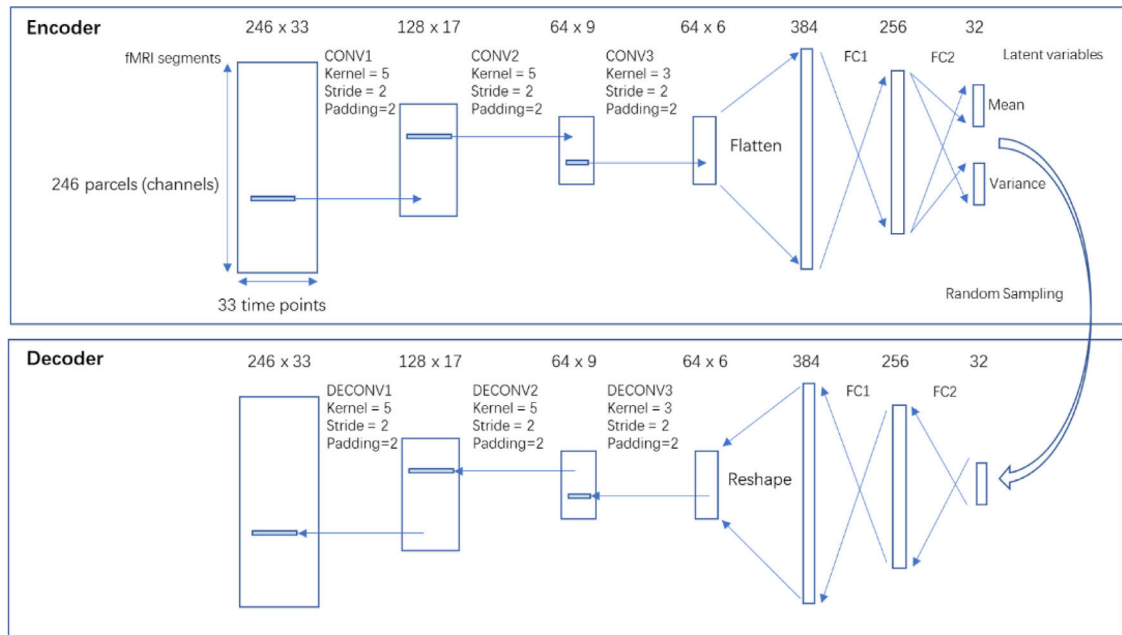 Encoder
246 x 33
128 x 17
64 x 9
64 x 6
384
256
32
fMRI segments
CONV1
Kernel = 5
Stride = 2
Padding=2
CONV2
Kernel = 5
Stride = 2
Padding=2
CONV3
Kernel = 3
Stride = 2
Padding=2
FC1
FC2
Latent variables
Mean
Flatten
246 parcels (channels)
Variance
33 time points
Random Sampling
Decoder
246 x 33
128 x 17
64 x 9
64 x 6
384
256
32
DECONV1
Kernel = 5
Stride = 2
Padding=2
DECONV2
Kernel = 5
Stride = 2
Padding=2
DECONV3
Kernel = 3
Stride = 2
Padding=2
FC1
FC2
Reshape